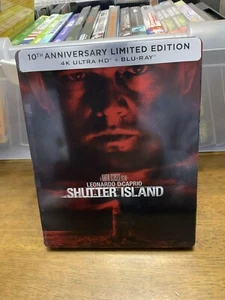 10TH ANNIVERSARY LIMITED EDITION
4K ULTRA HD + BLU-RAY
LEONARDO DiCAPRIO
SHUTTER ISLAND